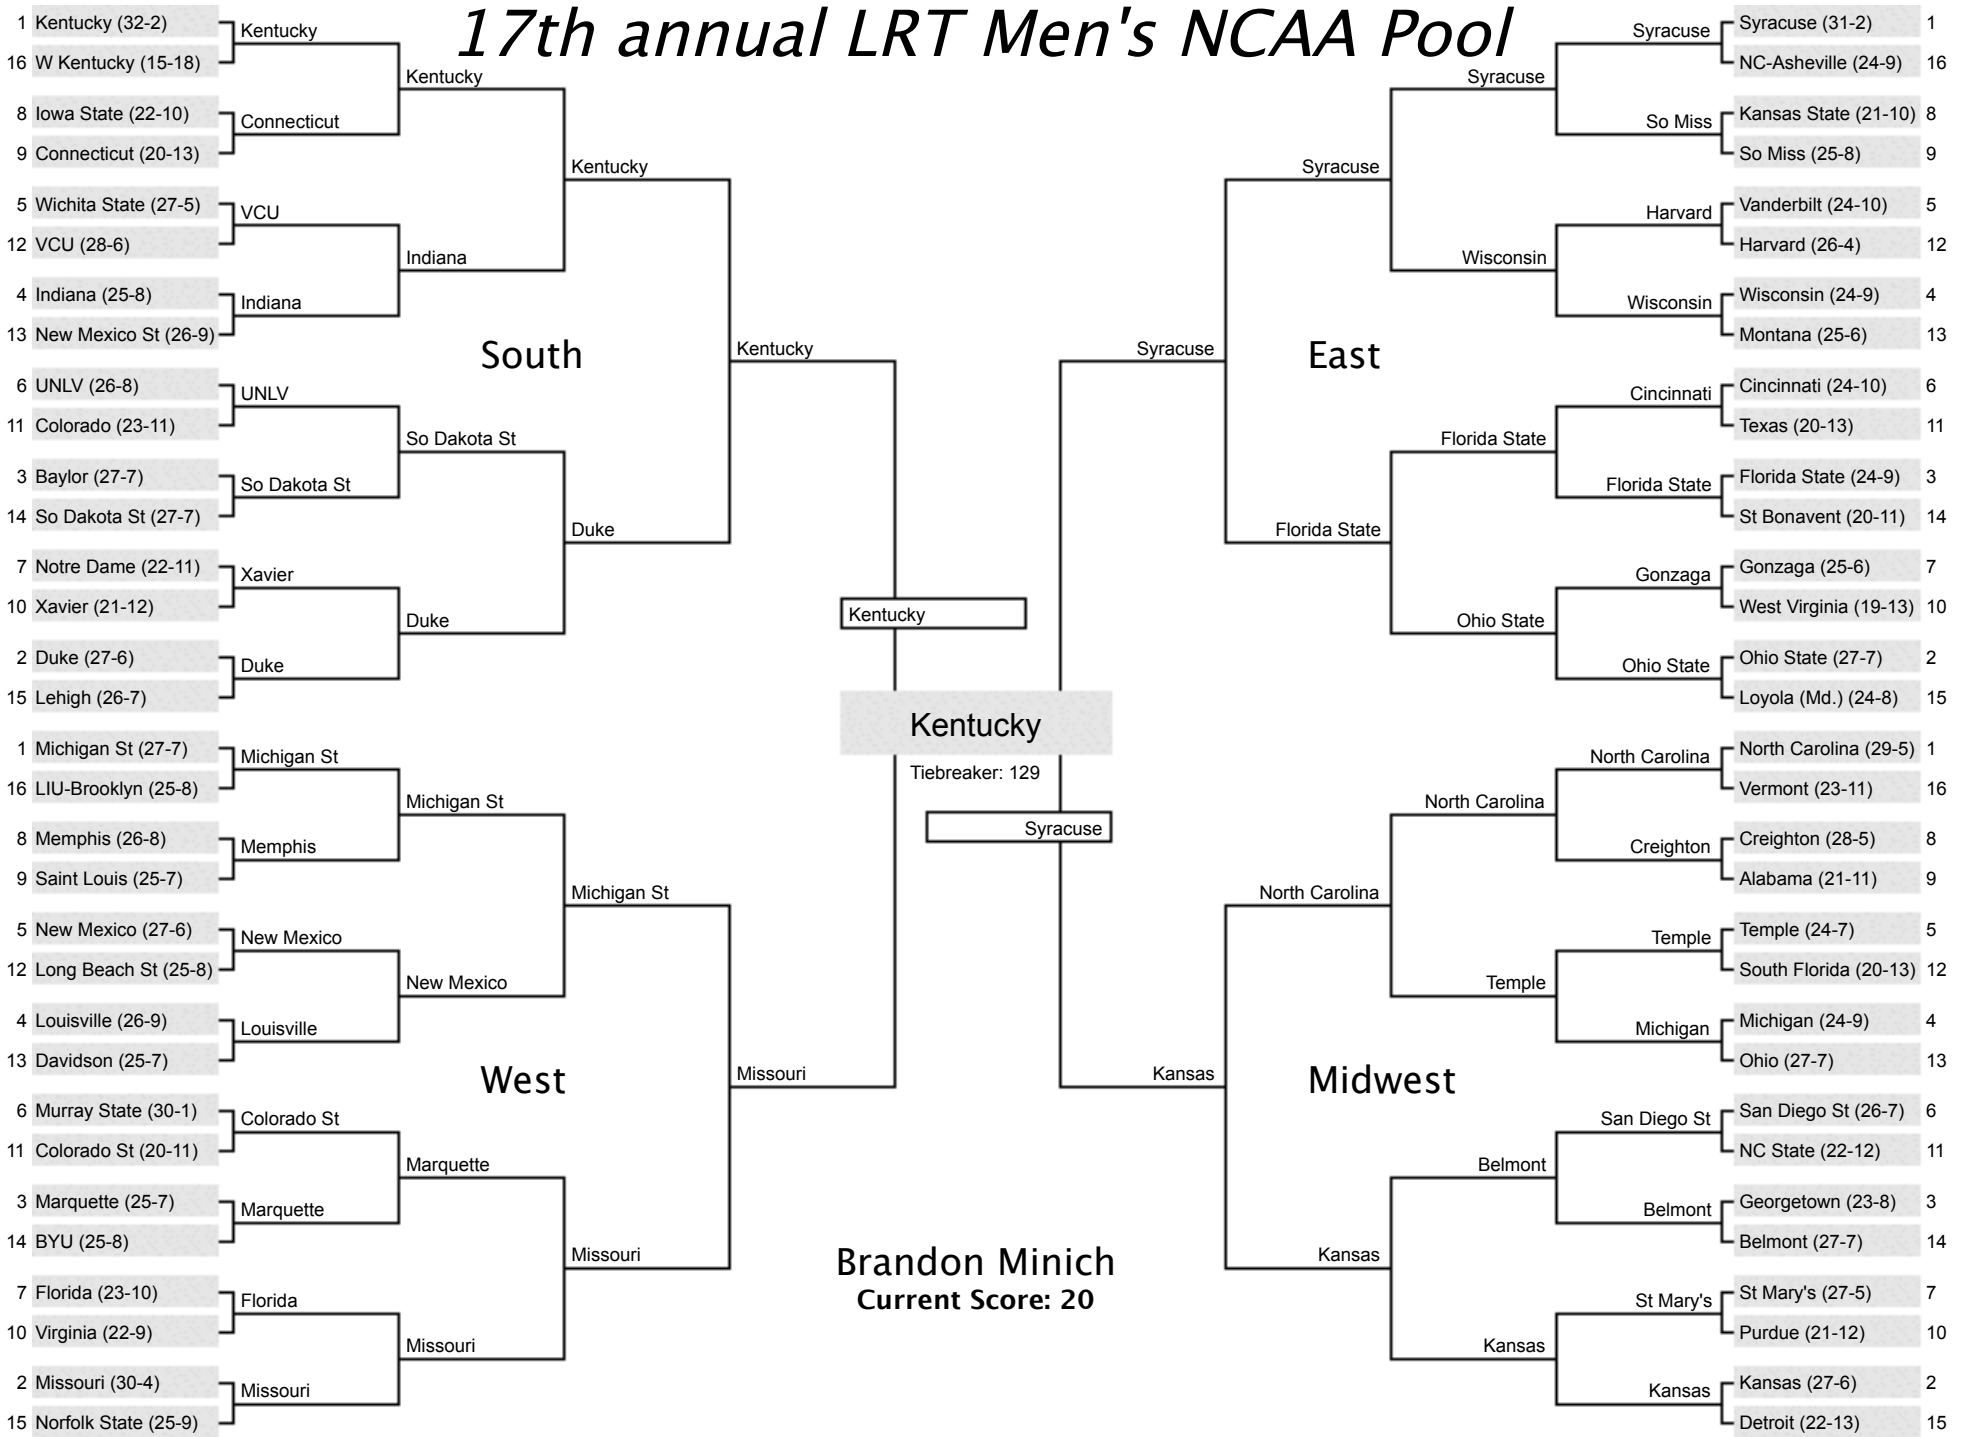 17th annual LRT Men's NCAA Pool
1 Kentucky (32-2)
16 W Kentucky (15-18)
8 Iowa State (22-10)
9 Connecticut (20-13)
5 Wichita State (27-5)
12 VCU (28-6)
4 Indiana (25-8)
13 New Mexico St (26-9)
6 UNLV (26-8)
11 Colorado (23-11)
3 Baylor (27-7)
14 So Dakota St (27-7)
7 Notre Dame (22-11)
10 Xavier (21-12)
2 Duke (27-6)
15 Lehigh (26-7)
Kentucky
Connecticut
VCU
Indiana
UNLV
So Dakota St
Xavier
Duke
Kentucky
Indiana
So Dakota St
Duke
Kentucky
Duke
South
Kentucky
1 Michigan St (27-7)
16 LIU-Brooklyn (25-8)
8 Memphis (26-8)
9 Saint Louis (25-7)
5 New Mexico (27-6)
12 Long Beach St (25-8)
4 Louisville (26-9)
13 Davidson (25-7)
6 Murray State (30-1)
11 Colorado St (20-11)
3 Marquette (25-7)
14 BYU (25-8)
7 Florida (23-10)
10 Virginia (22-9)
2 Missouri (30-4)
15 Norfolk State (25-9)
Michigan St
Memphis
New Mexico
Louisville
Colorado St
Marquette
Florida
Missouri
Michigan St
New Mexico
Marquette
Missouri
Michigan St
Missouri
West
Missouri
Kentucky
Kentucky
Tiebreaker: 129
Syracuse
Brandon Minich
Current Score: 20
Syracuse (31-2) 1
NC-Asheville (24-9) 16
Kansas State (21-10) 8
So Miss (25-8) 9
Vanderbilt (24-10) 5
Harvard (26-4) 12
Wisconsin (24-9) 4
Montana (25-6) 13
Cincinnati (24-10) 6
Texas (20-13) 11
Florida State (24-9) 3
St Bonavent (20-11) 14
Gonzaga (25-6) 7
West Virginia (19-13) 10
Ohio State (27-7) 2
Loyola (Md.) (24-8) 15
Syracuse
So Miss
Harvard
Wisconsin
Cincinnati
Florida State
Gonzaga
Ohio State
Syracuse
Wisconsin
Florida State
Ohio State
Syracuse
Florida State
East
Syracuse
North Carolina (29-5) 1
Vermont (23-11) 16
Creighton (28-5) 8
Alabama (21-11) 9
Temple (24-7) 5
South Florida (20-13) 12
Michigan (24-9) 4
Ohio (27-7) 13
San Diego St (26-7) 6
NC State (22-12) 11
Georgetown (23-8) 3
Belmont (27-7) 14
St Mary's (27-5) 7
Purdue (21-12) 10
Kansas (27-6) 2
Detroit (22-13) 15
North Carolina
Creighton
Temple
Michigan
San Diego St
Belmont
St Mary's
Kansas
North Carolina
Temple
Belmont
Kansas
North Carolina
Kansas
Midwest
Kansas